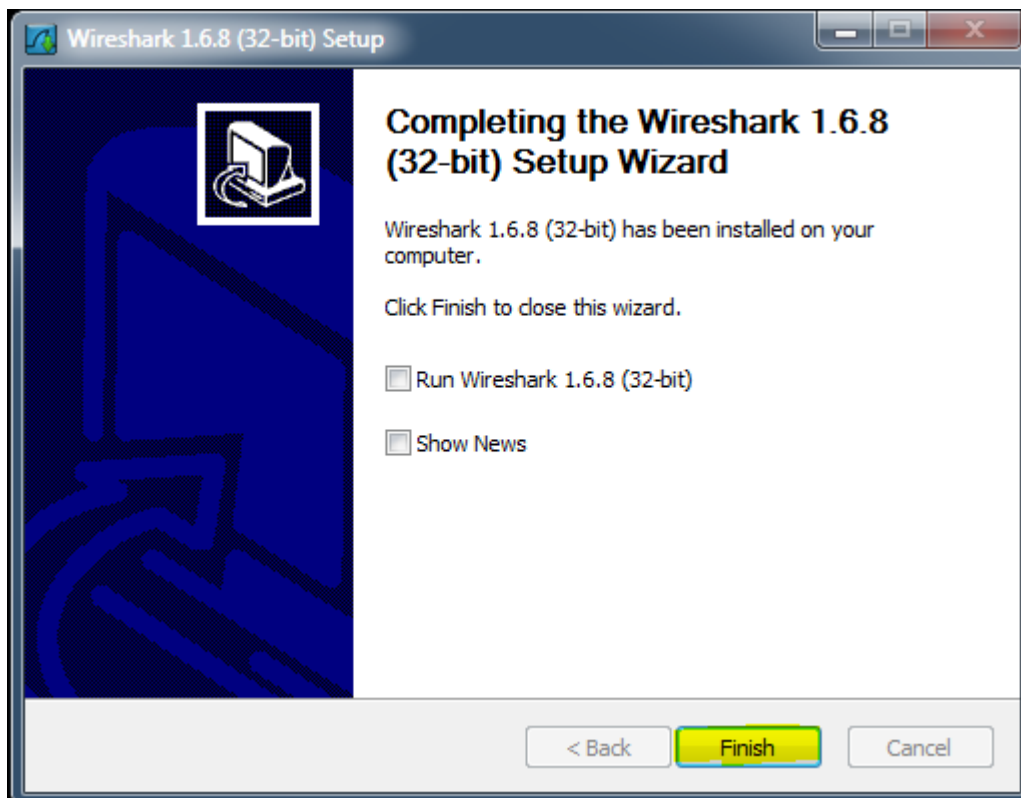 Wireshark 1.6.8 (32-bit) Setup
Completing the Wireshark 1.6.8
(32-bit) Setup Wizard
Wireshark 1.6.8 (32-bit) has been installed on your
computer.
Click Finish to close this wizard.
Run Wireshark 1.6.8 (32-bit)
Show News
< Back Finish Cancel